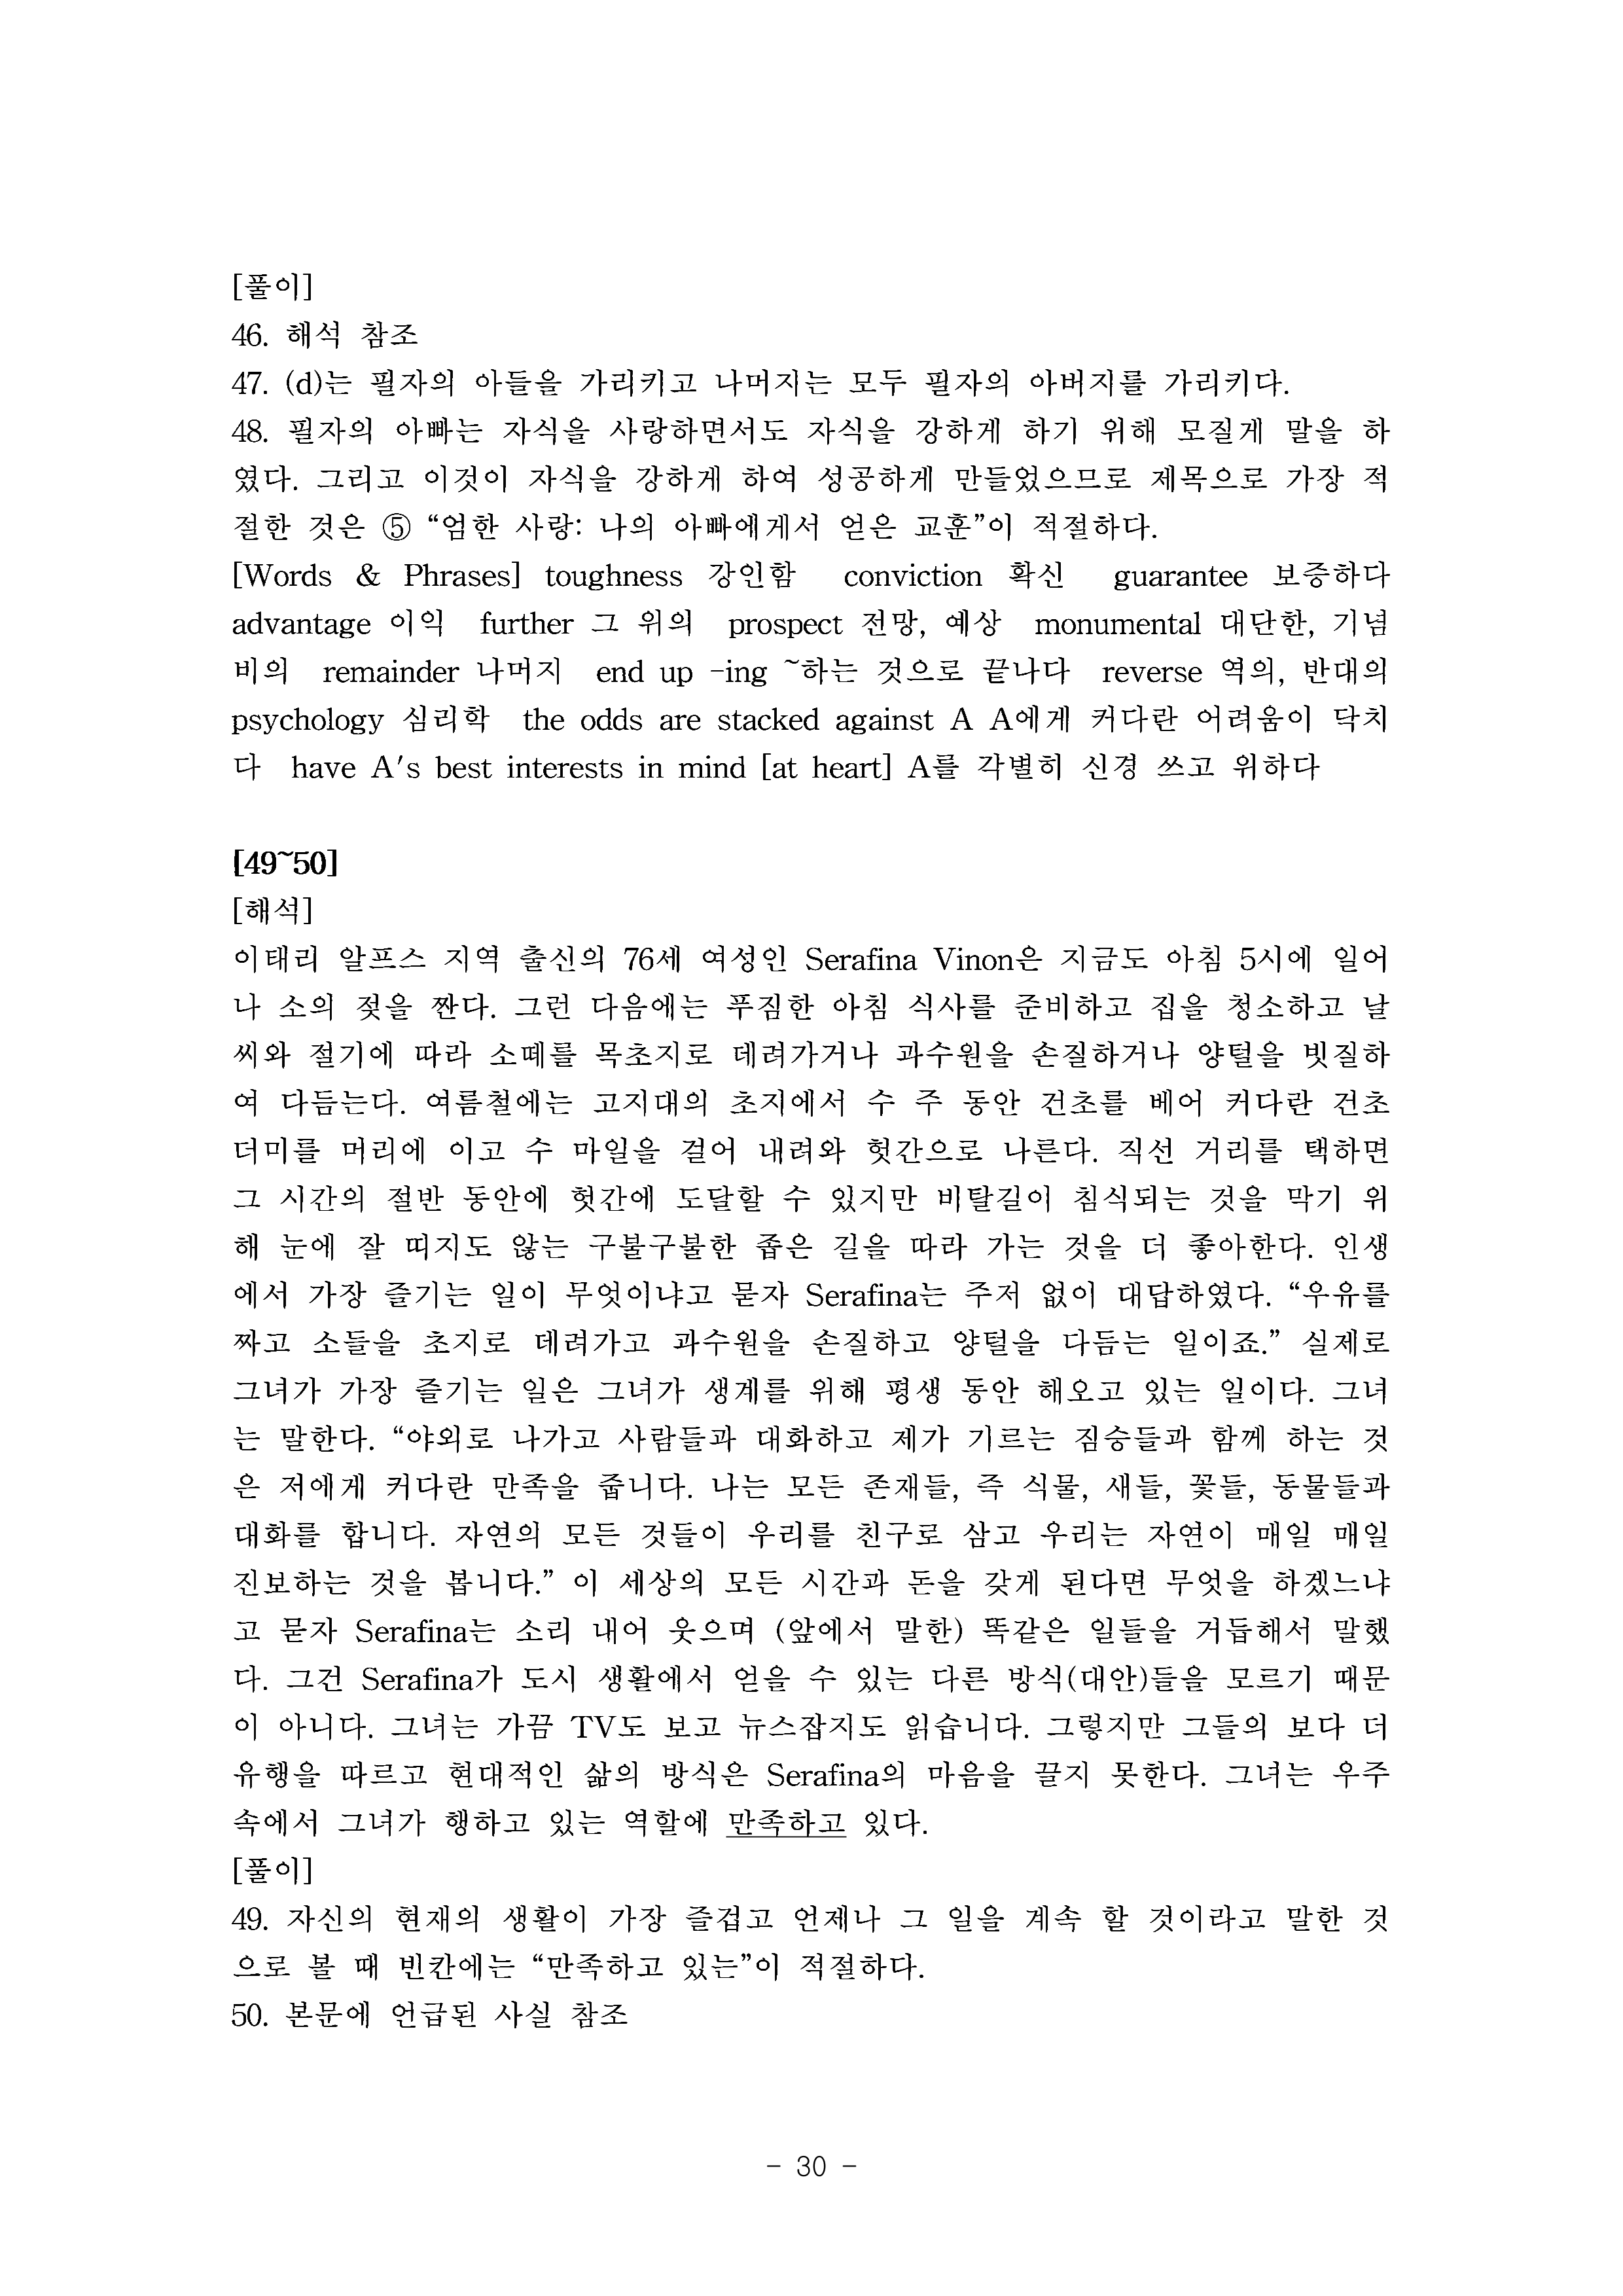 [풀이]
46. 해석 참조
47. (d)는 필자의 아들을 가리키고 나머지는 모두 필자의 아버지를 가리키다.
48. 필자의 아빠는 자식을 사랑하면서도 자식을 강하게 하기 위해 모질게 말을 하
였다. 그리고 이것이 자식을 강하게 하여 성공하게 만들었으므로 제목으로 가장 적
절한 것은 ⑤ “엄한 사랑: 나의 아빠에게서 얻은 교훈”이 적절하다.
[Words & Phrases] toughness 강인함 conviction 확신 guarantee 보증하다
advantage 이익 further 그 위의 prospect 전망, 예상 monumental 대단한, 기념
비의 remainder 나머지 end up -ing ~하는 것으로 끝나다 reverse 역의, 반대의
psychology 심리학 the odds are stacked against A A에게 커다란 어려움이 닥치
다 have A's best interests in mind [at heart] A를 각별히 신경 쓰고 위하다
[49~50]
[해석]
이태리 알프스 지역 출신의 76세 여성인 Serafina Vinon은 지금도 아침 5시에 일어
나 소의 젖을 짠다. 그런 다음에는 푸짐한 아침 식사를 준비하고 집을 청소하고 날
씨와 절기에 따라 소떼를 목초지로 데려가거나 과수원을 손질하거나 양털을 빗질하
여 다듬는다. 여름철에는 고지대의 초지에서 수 주 동안 건초를 베어 커다란 건초
더미를 머리에 이고 수 마일을 걸어 내려와 헛간으로 나른다. 직선 거리를 택하면
그 시간의 절반 동안에 헛간에 도달할 수 있지만 비탈길이 침식되는 것을 막기 위
해 눈에 잘 띠지도 않는 구불구불한 좁은 길을 따라 가는 것을 더 좋아한다. 인생
에서 가장 즐기는 일이 무엇이냐고 묻자 Serafina는 주저 없이 대답하였다. “우유를
짜고 소들을 초지로 데려가고 과수원을 손질하고 양털을 다듬는 일이죠.” 실제로
그녀가 가장 즐기는 일은 그녀가 생계를 위해 평생 동안 해오고 있는 일이다. 그녀
는 말한다. “야외로 나가고 사람들과 대화하고 제가 기르는 짐승들과 함께 하는 것
은 저에게 커다란 만족을 줍니다. 나는 모든 존재들, 즉 식물, 새들, 꽃들, 동물들과
대화를 합니다. 자연의 모든 것들이 우리를 친구로 삼고 우리는 자연이 매일 매일
진보하는 것을 봅니다.” 이 세상의 모든 시간과 돈을 갖게 된다면 무엇을 하겠느냐
고 묻자 Serafina는 소리 내어 웃으며 (앞에서 말한) 똑같은 일들을 거듭해서 말했
다. 그건 Serafina가 도시 생활에서 얻을 수 있는 다른 방식(대안)들을 모르기 때문
이 아니다. 그녀는 가끔 TV도 보고 뉴스잡지도 읽습니다. 그렇지만 그들의 보다 더
유행을 따르고 현대적인 삶의 방식은 Serafina의 마음을 끌지 못한다. 그녀는 우주
속에서 그녀가 행하고 있는 역할에 만족하고 있다.
[풀이]
49. 자신의 현재의 생활이 가장 즐겁고 언제나 그 일을 계속 할 것이라고 말한 것
으로 볼 때 빈칸에는 “만족하고 있는”이 적절하다.
50. 본문에 언급된 사실 참조
- 30 -